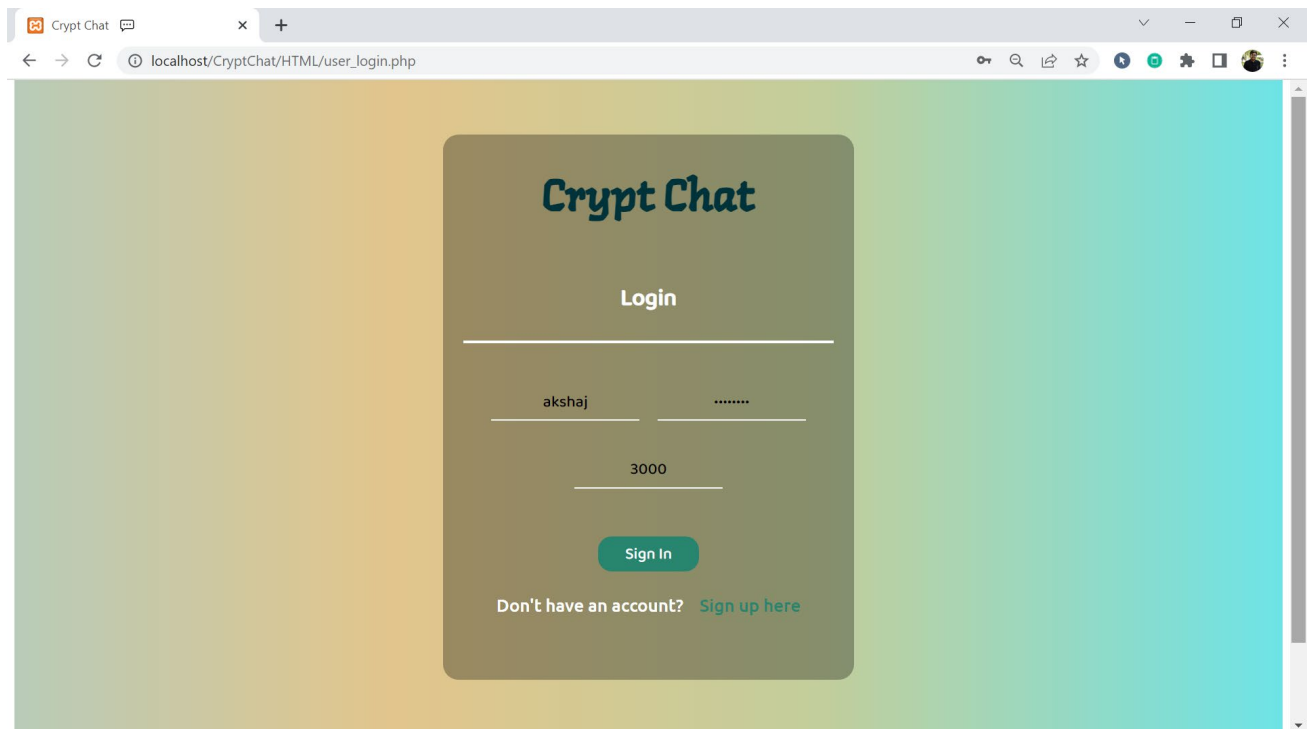 Crypt Chat
localhost/CryptChat/HTML/user_login.php
Crypt Chat
Login
akshaj ••••••••
3000
Sign In
Don't have an account? Sign up here